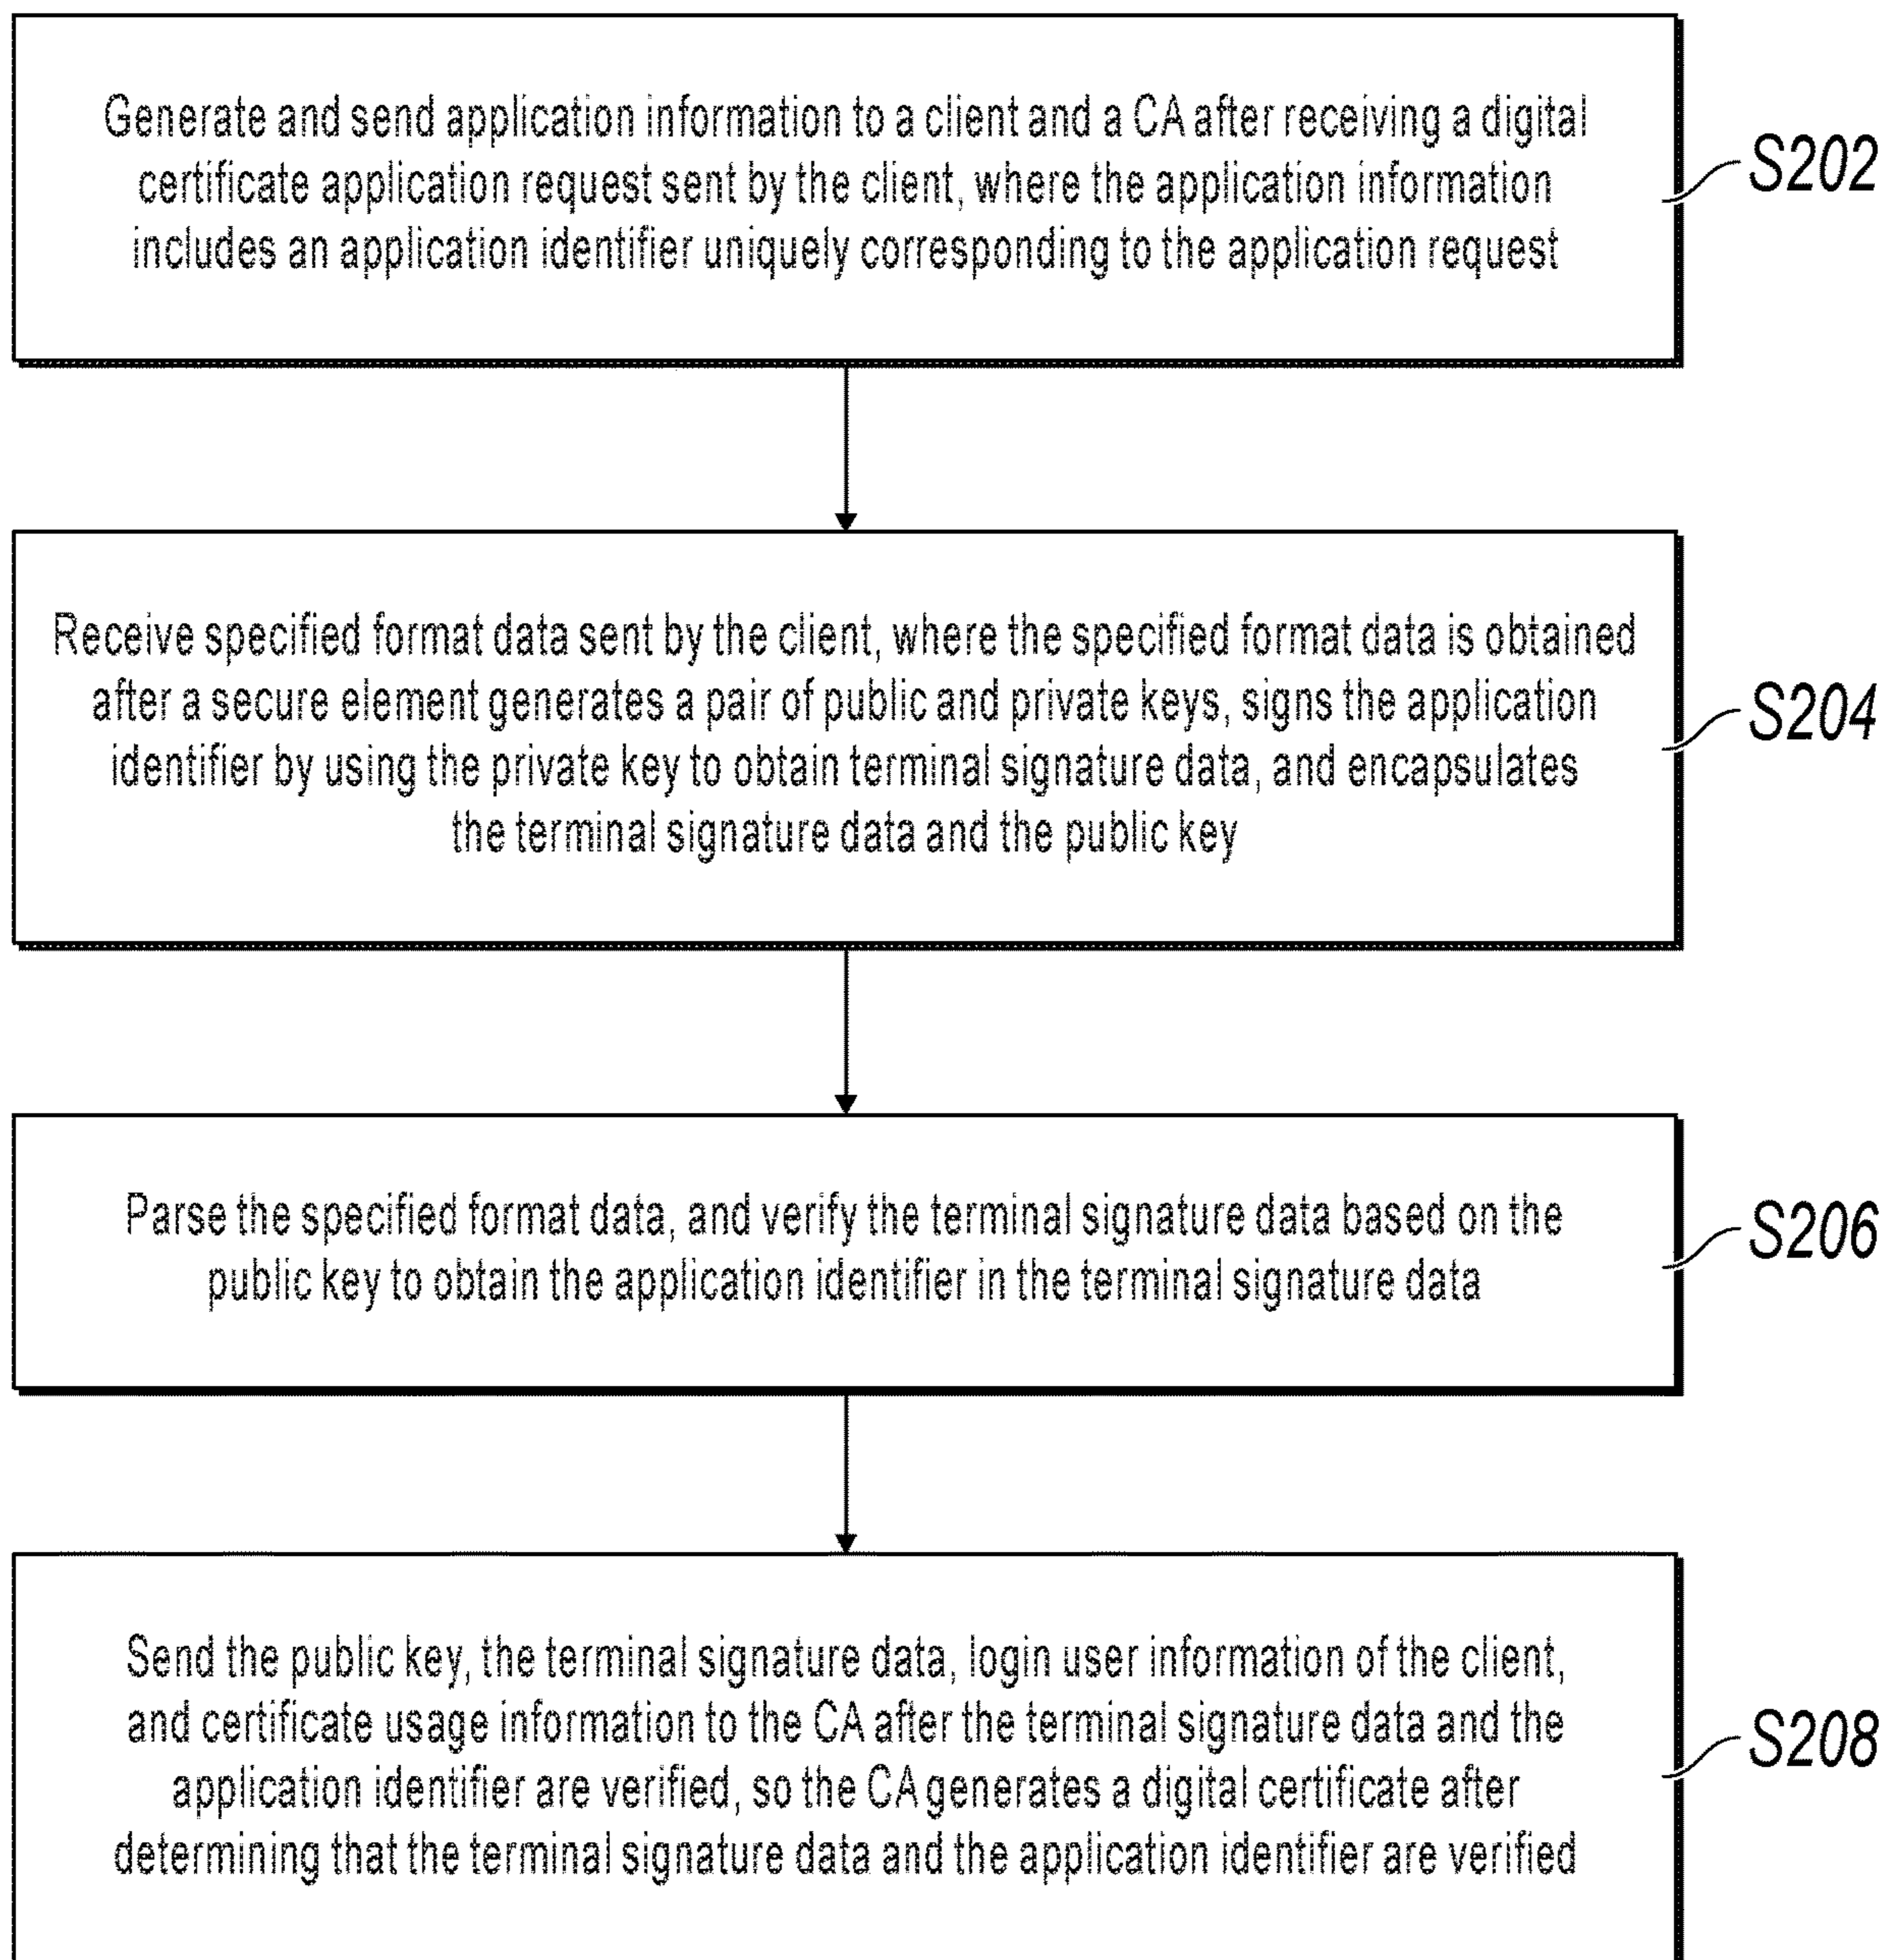 Generate and send application information to a client and a CA after receiving a digital
certificate application request sent by the client, where the application information
includes an application identifier uniquely corresponding to the application request
S202
Receive specified format data sent by the client, where the specified format data is obtained
after a secure element generates a pair of public and private keys, signs the application
identifier by using the private key to obtain terminal signature data, and encapsulates
the terminal signature data and the public key
S204
Parse the specified format data, and verify the terminal signature data based on the
public key to obtain the application identifier in the terminal signature data
S206
Send the public key, the terminal signature data, login user information of the client,
and certificate usage information to the CA after the terminal signature data and the
application identifier are verified, so the CA generates a digital certificate after
determining that the terminal signature data and the application identifier are verified
S208